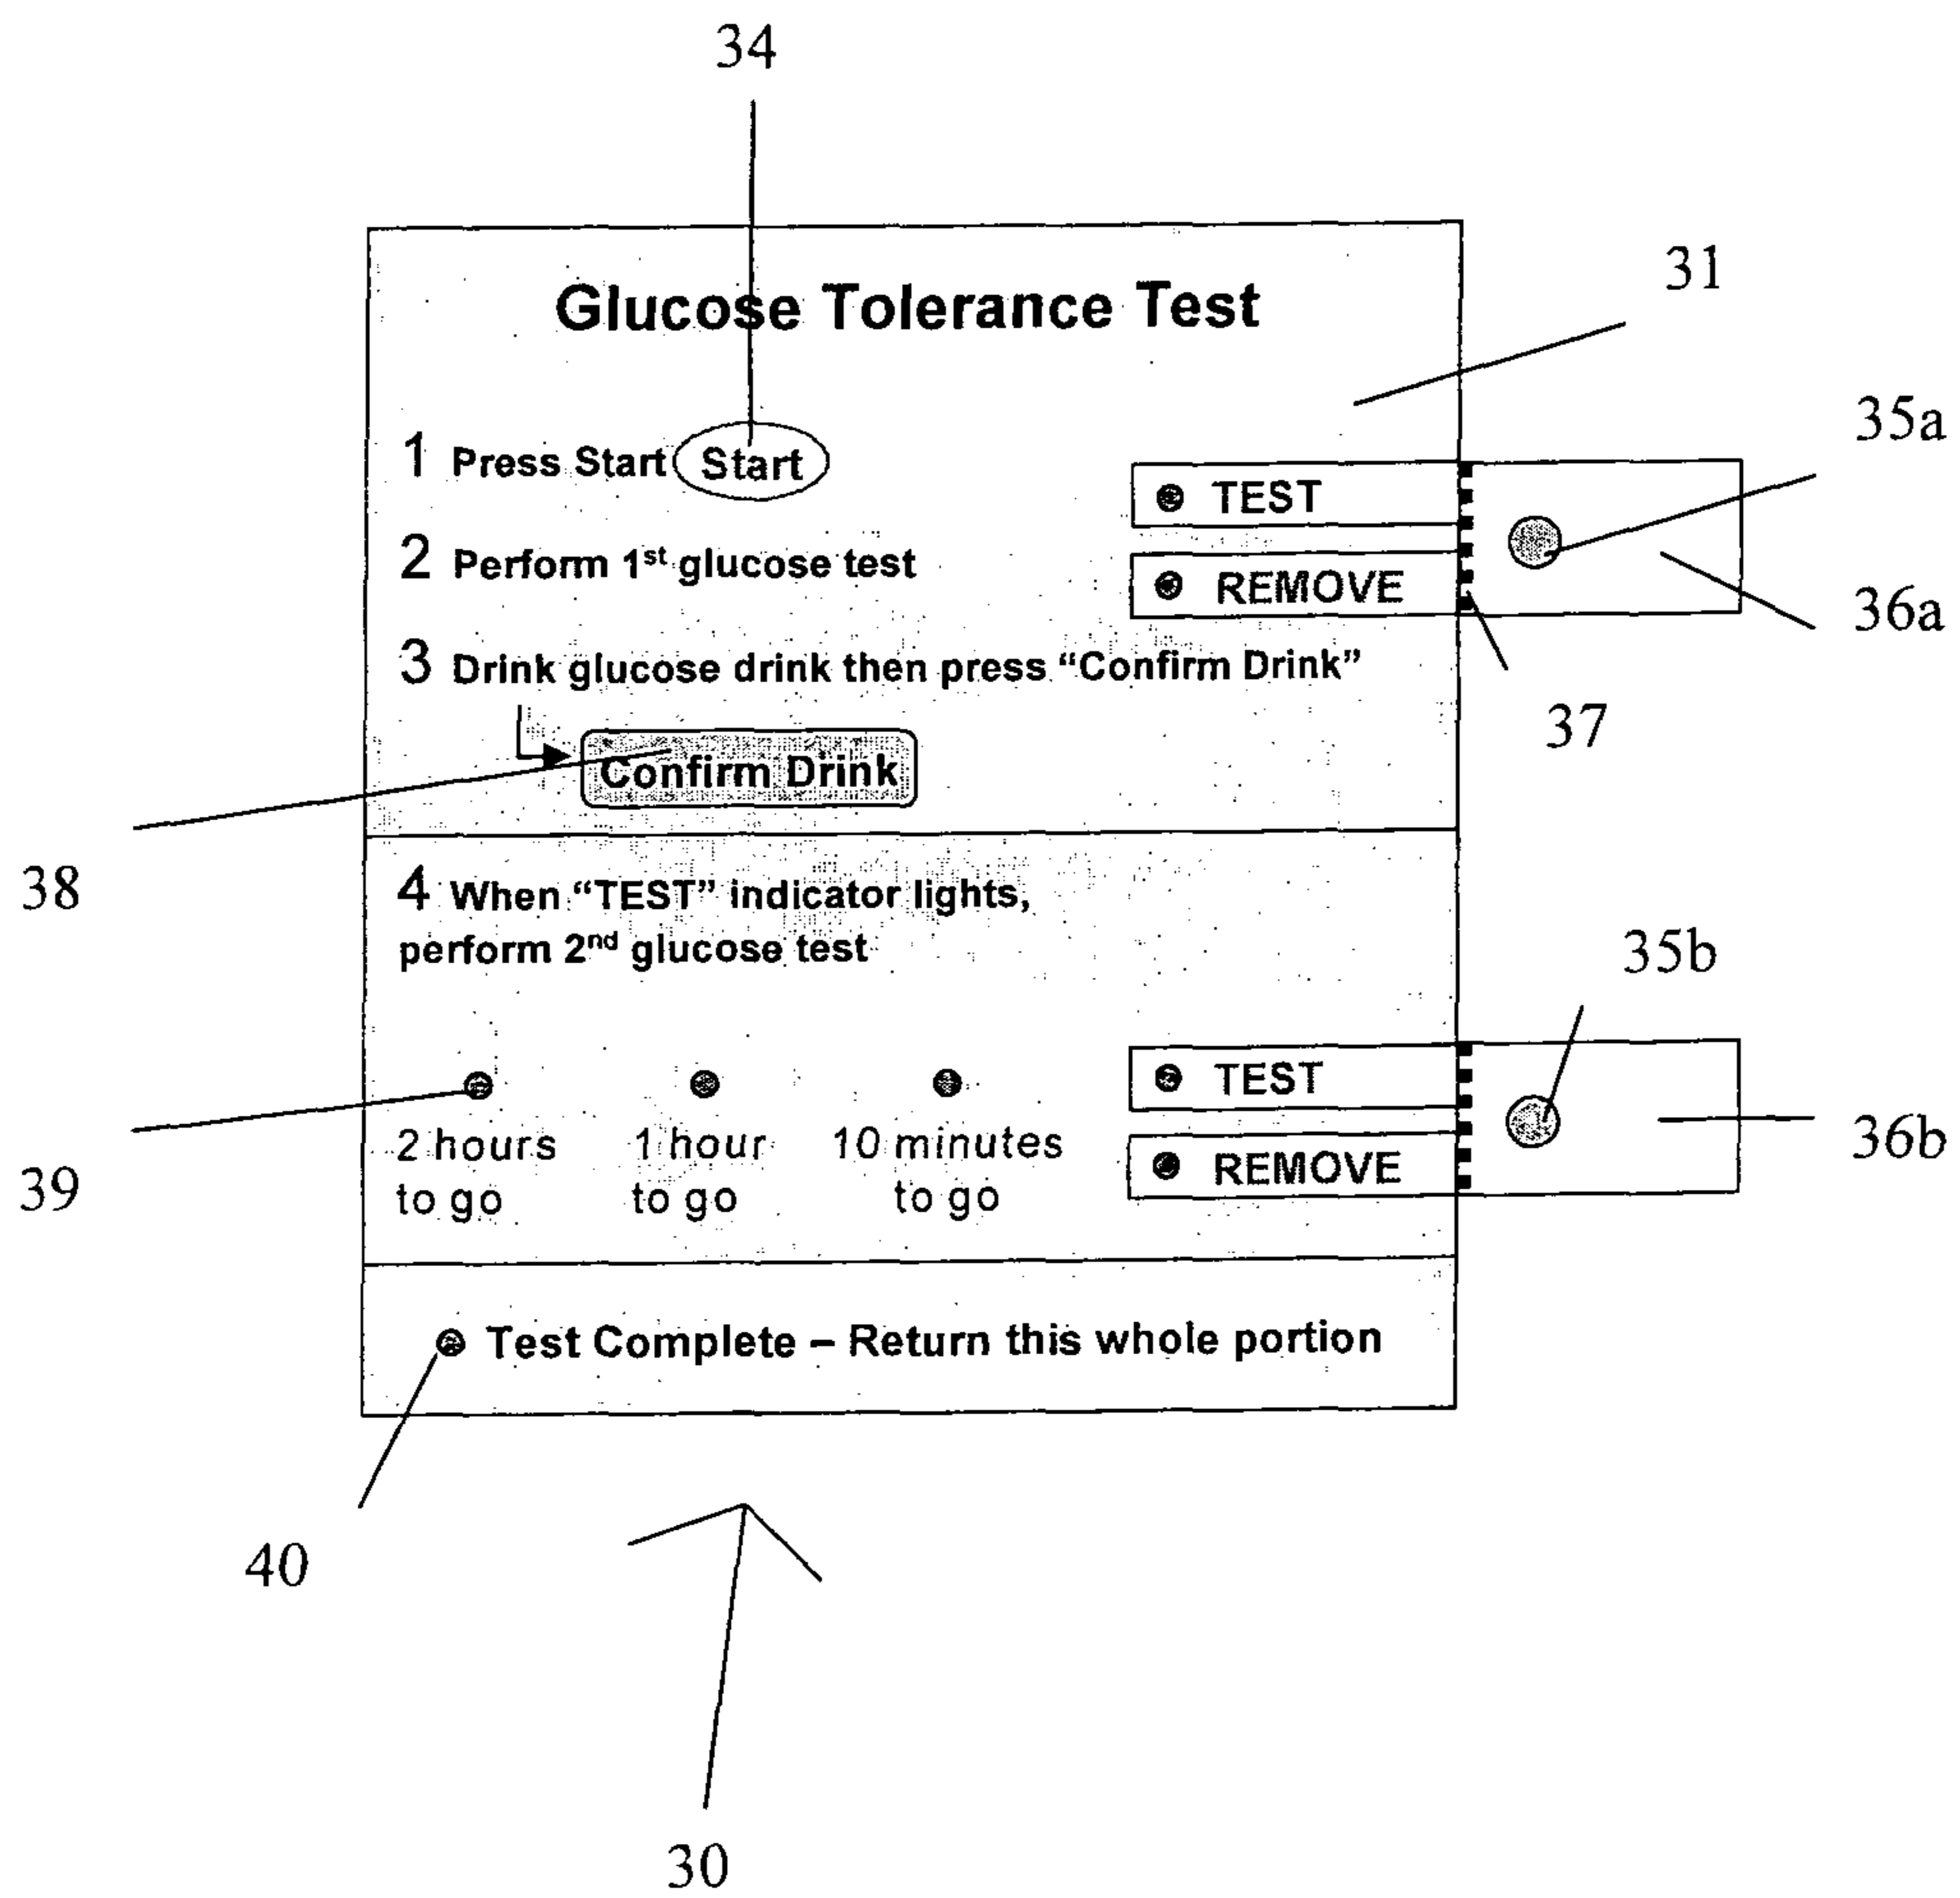 34
31
Glucose Tolerance Test
35a
1 Press Start Start
TEST
2 Perform 1st glucose test
REMOVE
36a
3 Drink glucose drink then press "Confirm Drink"
37
Confirm Drink
38
4 When "TEST" indicator lights,
perform 2nd glucose test
35b
TEST
2 hours
to go
1 hour
to go
10 minutes
to go
REMOVE
36b
39
Test Complete – Return this whole portion
40
30